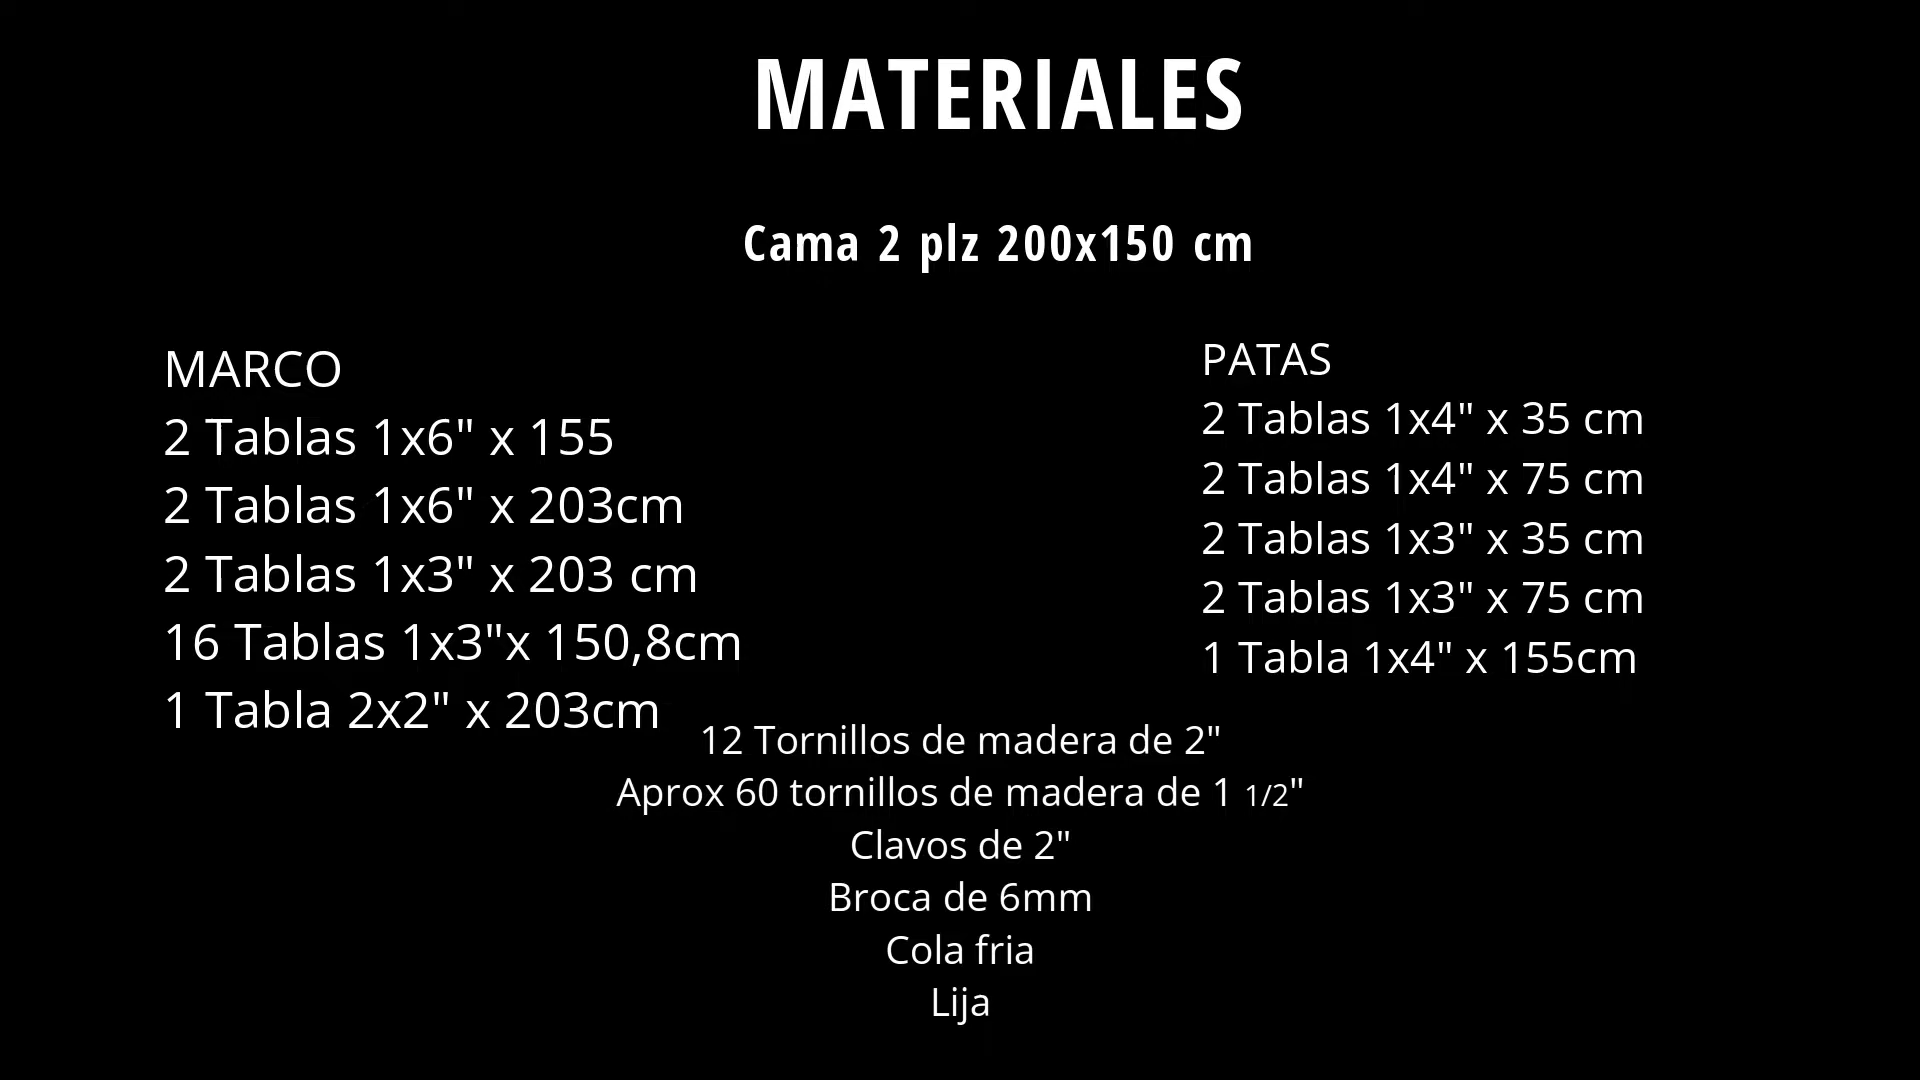 MATERIALES
Cama 2 plz 200x150 cm
MARCO
2 Tablas 1x6" x 155
2 Tablas 1x6" x 203cm
2 Tablas 1x3" x 203 cm
16 Tablas 1x3"x 150,8cm
1 Tabla 2x2" x 203cm
PATAS
2 Tablas 1x4" x 35 cm
2 Tablas 1x4" x 75 cm
2 Tablas 1x3" x 35 cm
2 Tablas 1x3" x 75 cm
1 Tabla 1x4" x 155cm
12 Tornillos de madera de 2"
Aprox 60 tornillos de madera de 1 1/2"
Clavos de 2"
Broca de 6mm
Cola fria
Lija